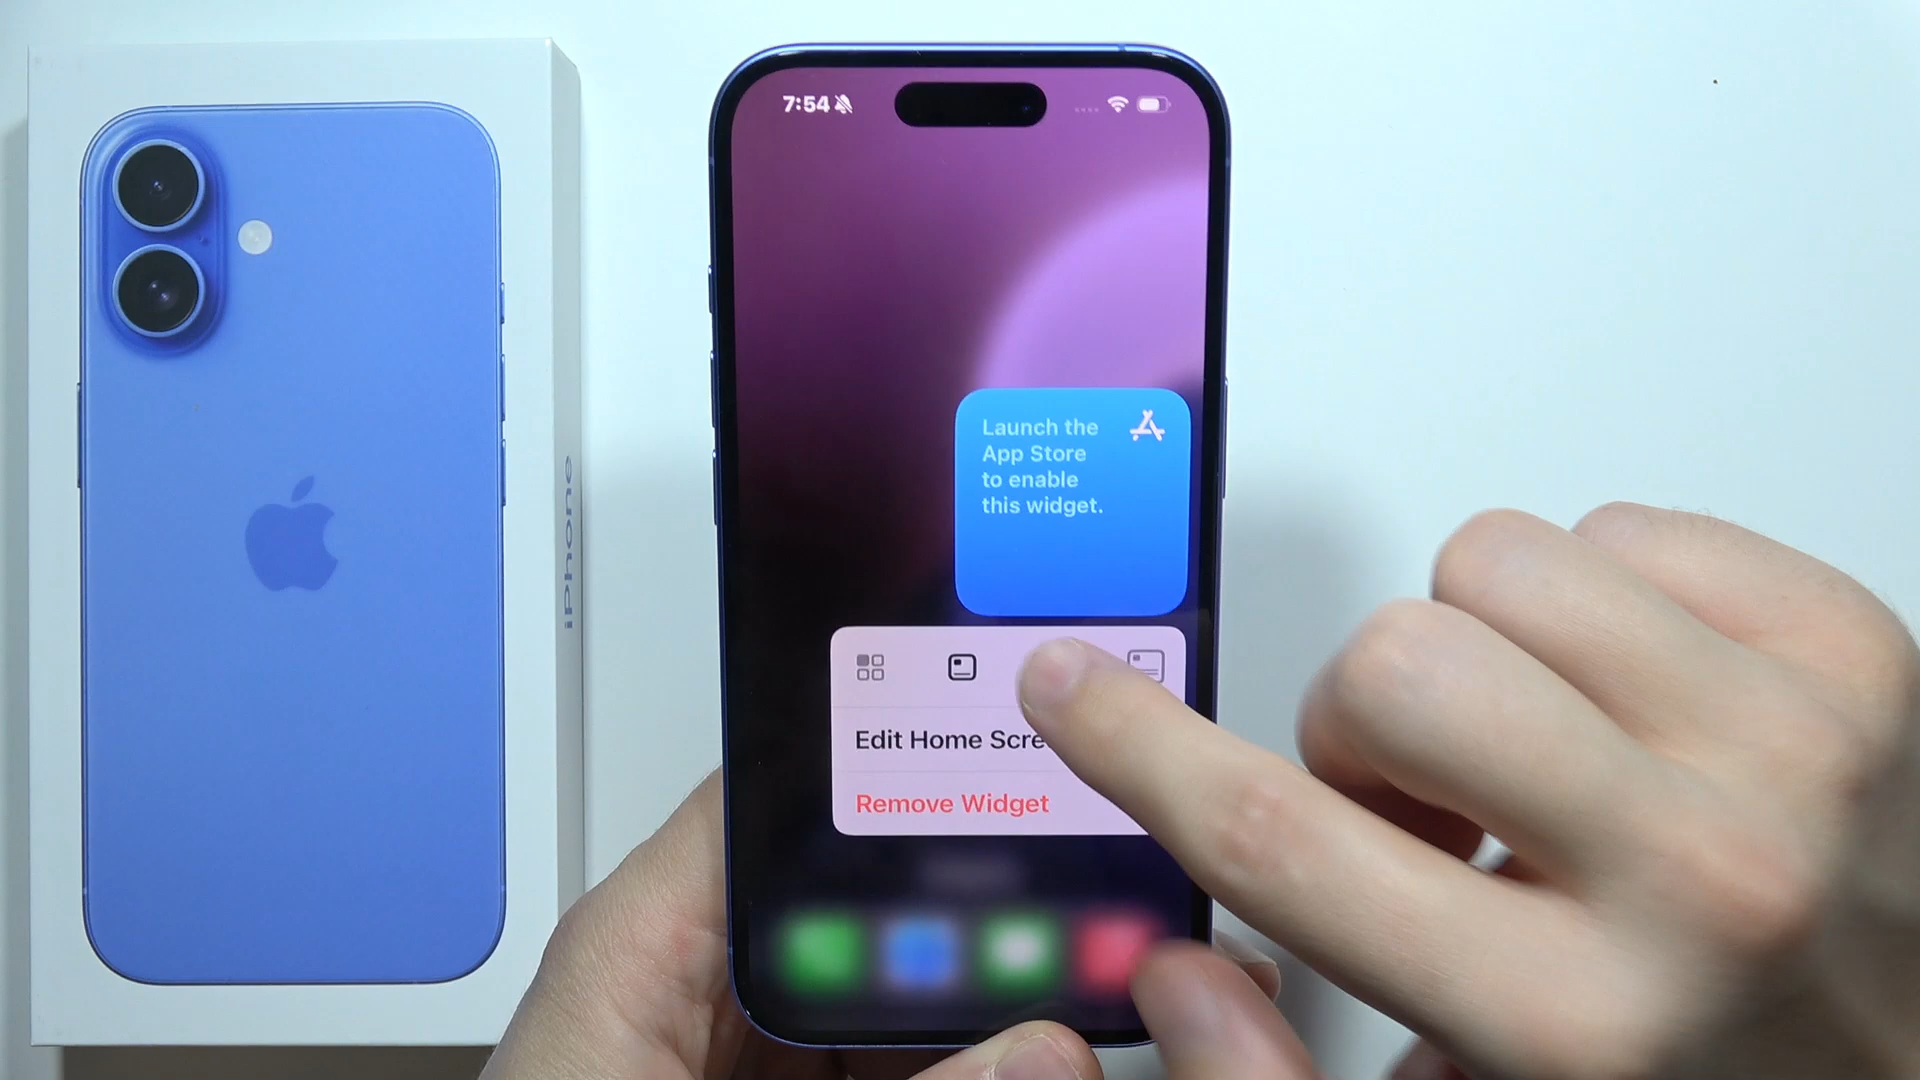 iPhone
7:54
Launch the
App Store
to enable
this widget.
Edit Home Scre
Remove Widget